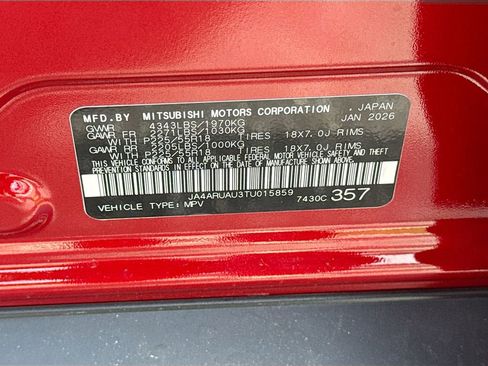 MFD.BY MITSUBISHI MOTORS CORPORATION , JAPAN
GVWR 4343LBS/1970KG JAN 2026
GAWR FR 2271LBS/1030KG
WITH P225/55R18 TIRES 18X7.0J RIMS
GAWR RR 2205LBS/1000KG
WITH P225/55R18 TIRES 18X7.0J RIMS
THIS VEHICLE CONFORMS TO ALL APPLICABLE FEDERAL MOTOR VEHICLE SAFETY, BUMPER, AND THEFT
PREVENTION STANDARDS IN EFFECT ON THE DATE OF MANUFACTURE SHOWN ABOVE.
JA4ARUAU3TU015859
VEHICLE TYPE: MPV 7430C 357